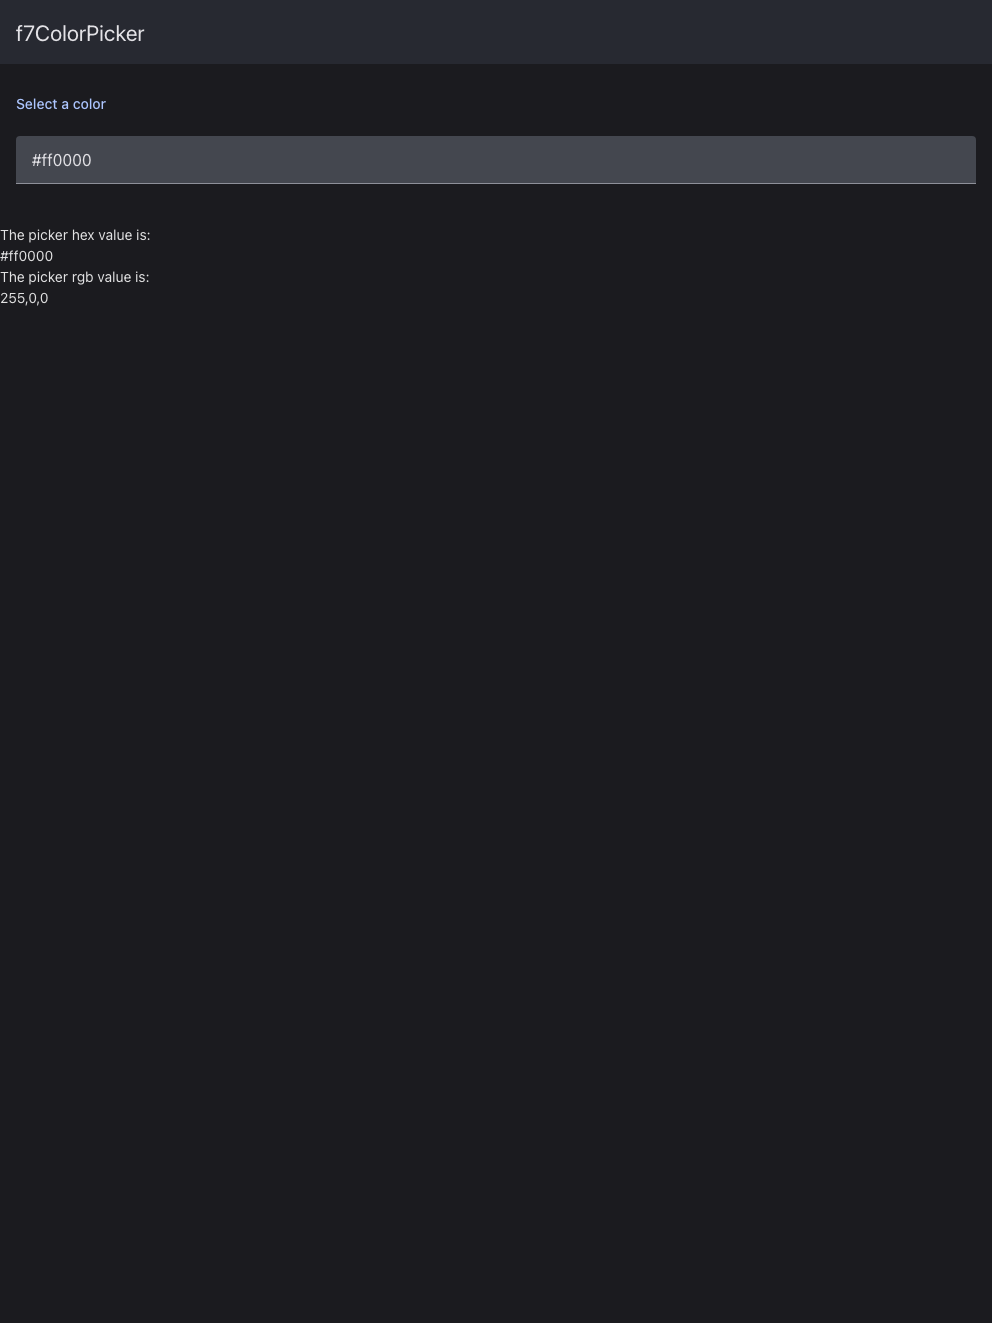 f7ColorPicker
Select a color
#ff0000
The picker hex value is:
#ff0000
The picker rgb value is:
255,0,0